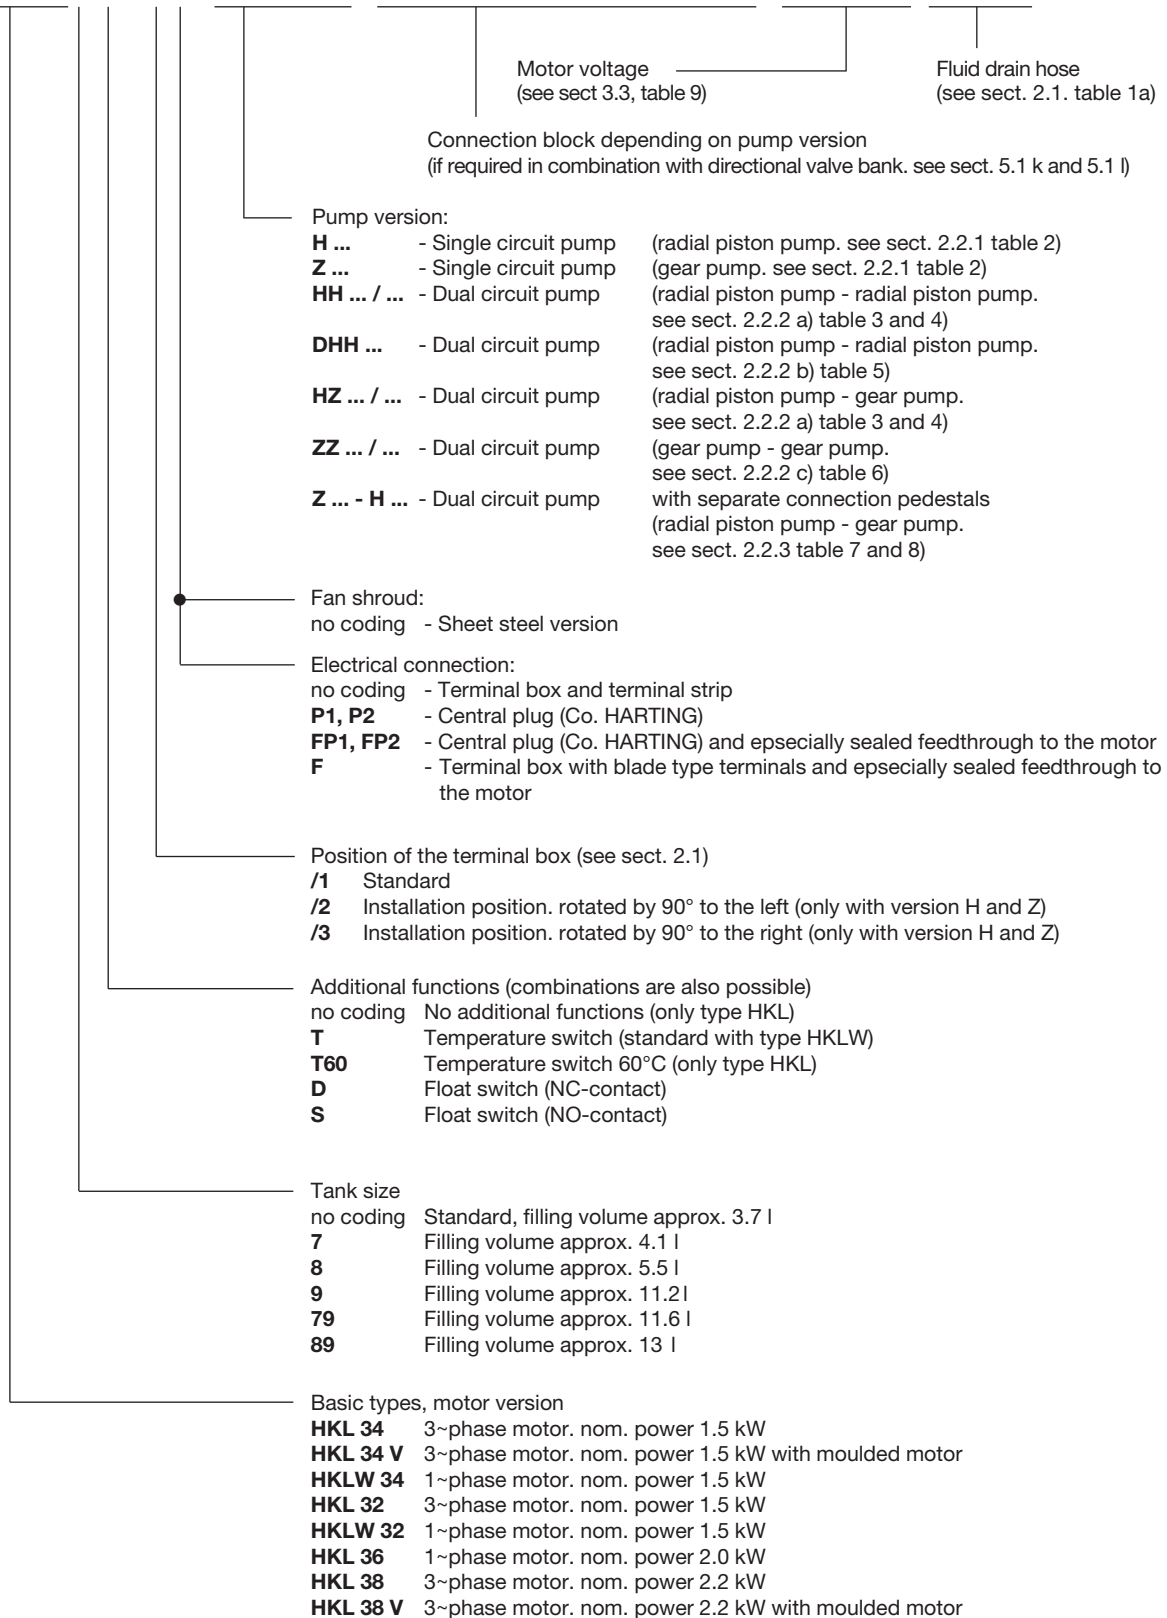 Motor voltage
(see sect 3.3, table 9)
Fluid drain hose
(see sect. 2.1. table 1a)
Connection block depending on pump version
(if required in combination with directional valve bank. see sect. 5.1 k and 5.1 l)
Pump version:
H ... - Single circuit pump (radial piston pump. see sect. 2.2.1 table 2)
Z ... - Single circuit pump (gear pump. see sect. 2.2.1 table 2)
HH ... / ... - Dual circuit pump (radial piston pump - radial piston pump.
see sect. 2.2.2 a) table 3 and 4)
DHH ... - Dual circuit pump (radial piston pump - radial piston pump.
see sect. 2.2.2 b) table 5)
HZ ... / ... - Dual circuit pump (radial piston pump - gear pump.
see sect. 2.2.2 a) table 3 and 4)
ZZ ... / ... - Dual circuit pump (gear pump - gear pump.
see sect. 2.2.2 c) table 6)
Z ... - H ... - Dual circuit pump with separate connection pedestals
(radial piston pump - gear pump.
see sect. 2.2.3 table 7 and 8)
Fan shroud:
no coding - Sheet steel version
Electrical connection:
no coding - Terminal box and terminal strip
P1, P2 - Central plug (Co. HARTING)
FP1, FP2 - Central plug (Co. HARTING) and epsecially sealed feedthrough to the motor
F - Terminal box with blade type terminals and epsecially sealed feedthrough to
the motor
Position of the terminal box (see sect. 2.1)
/1 Standard
/2 Installation position. rotated by 90° to the left (only with version H and Z)
/3 Installation position. rotated by 90° to the right (only with version H and Z)
Additional functions (combinations are also possible)
no coding No additional functions (only type HKL)
T Temperature switch (standard with type HKLW)
T60 Temperature switch 60°C (only type HKL)
D Float switch (NC-contact)
S Float switch (NO-contact)
Tank size
no coding Standard, filling volume approx. 3.7 l
7 Filling volume approx. 4.1 l
8 Filling volume approx. 5.5 l
9 Filling volume approx. 11.2 l
79 Filling volume approx. 11.6 l
89 Filling volume approx. 13 l
Basic types, motor version
HKL 34 3~phase motor. nom. power 1.5 kW
HKL 34 V 3~phase motor. nom. power 1.5 kW with moulded motor
HKLW 34 1~phase motor. nom. power 1.5 kW
HKL 32 3~phase motor. nom. power 1.5 kW
HKLW 32 1~phase motor. nom. power 1.5 kW
HKL 36 1~phase motor. nom. power 2.0 kW
HKL 38 3~phase motor. nom. power 2.2 kW
HKL 38 V 3~phase motor. nom. power 2.2 kW with moulded motor